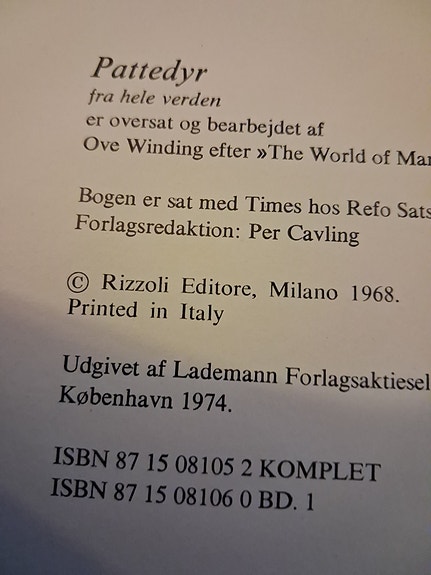 Pattedyr
fra hele verden
er oversat og bearbejdet af
Ove Winding efter »The World of Mar
Bogen er sat med Times hos Refo Sats
Forlagsredaktion: Per Cavling
© Rizzoli Editore, Milano 1968.
Printed in Italy
Udgivet af Lademann Forlagsaktiesel
København 1974.
ISBN 87 15 08105 2 KOMPLET
ISBN 87 15 08106 0 BD. 1